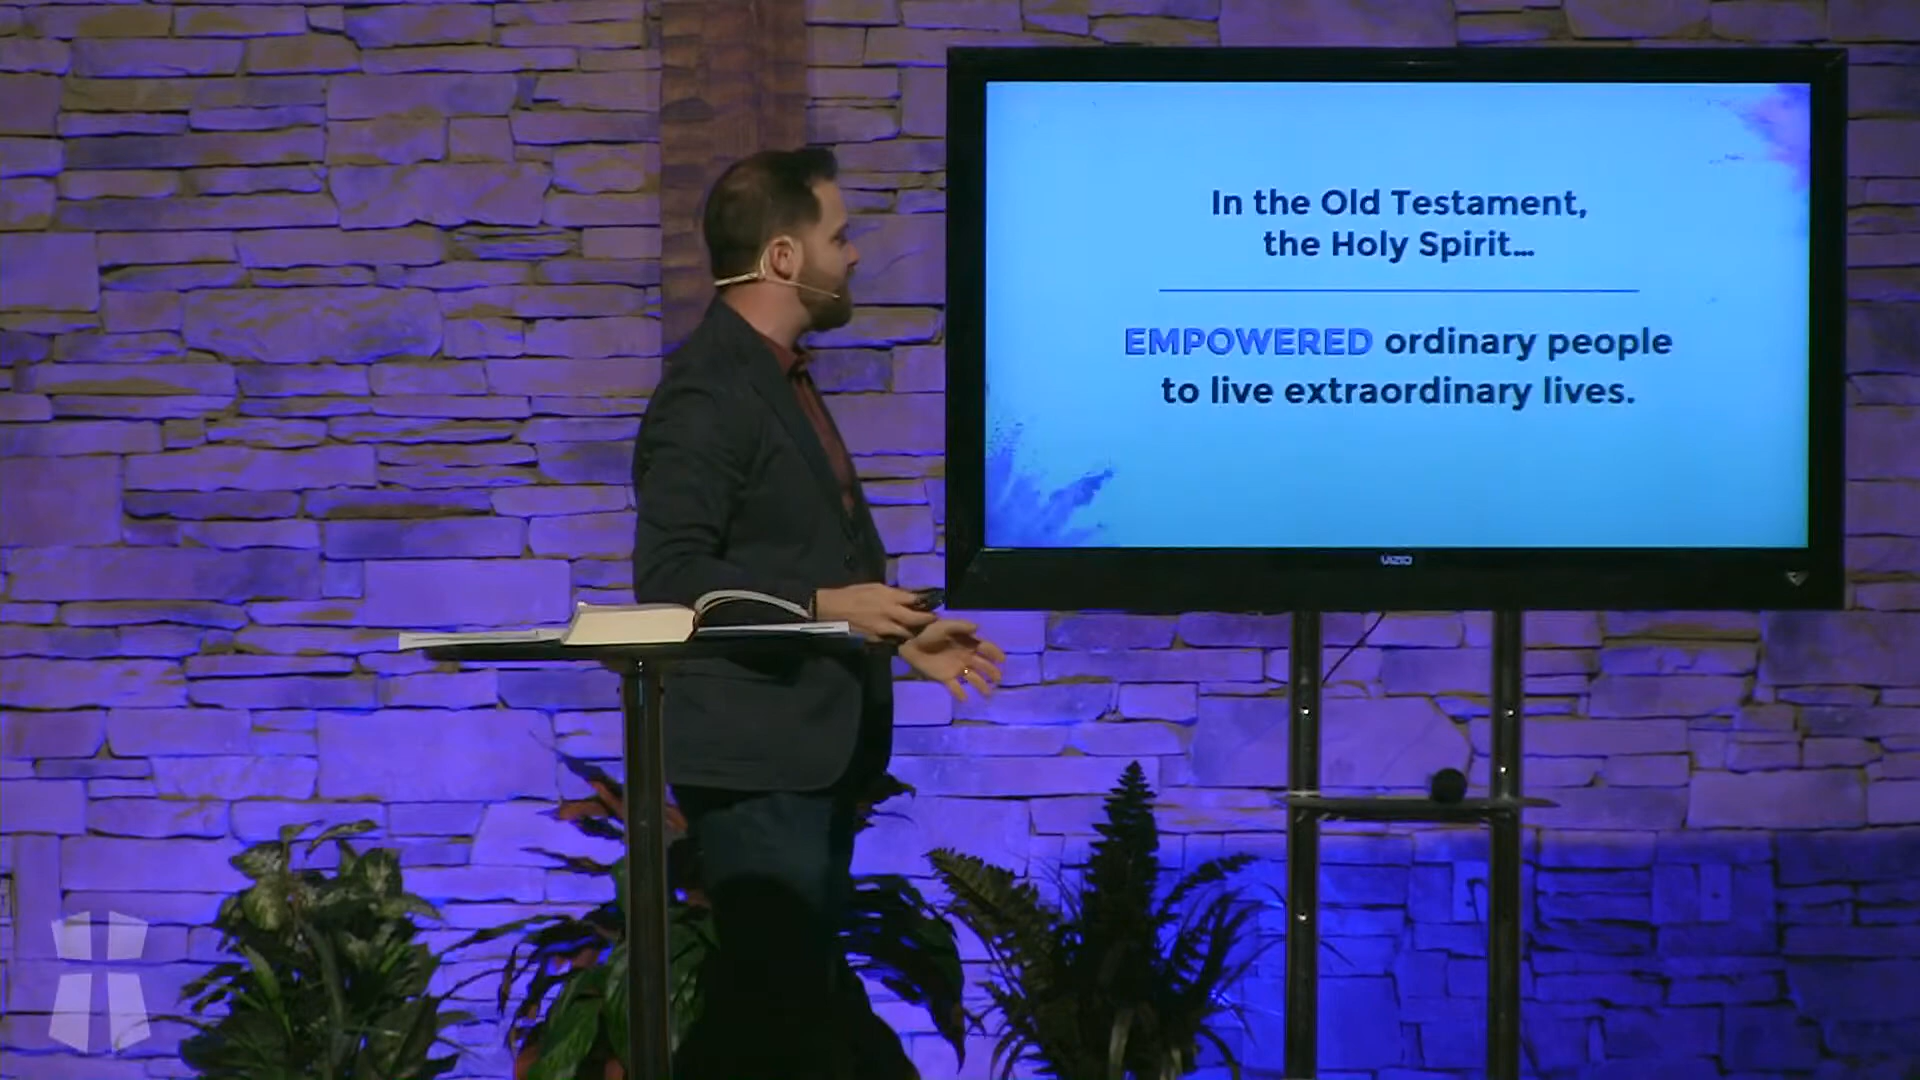 In the Old Testament,
the Holy Spirit...
EMPOWERED ordinary people
to live extraordinary lives.
VIZIO